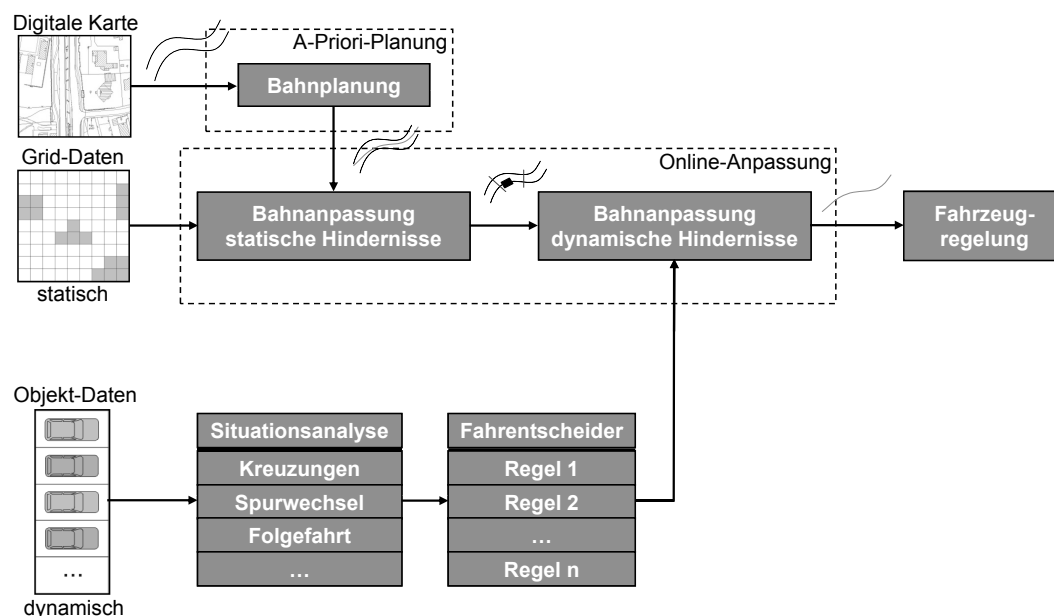 Digitale Karte
A-Priori-Planung
Bahnplanung
Grid-Daten
statisch
Online-Anpassung
Bahnanpassung
statische Hindernisse
Bahnanpassung
dynamische Hindernisse
Fahrzeug-
regelung
Objekt-Daten
...
dynamisch
Situationsanalyse
Kreuzungen
Spurwechsel
Folgefahrt
...
Fahrentscheider
Regel 1
Regel 2
...
Regel n